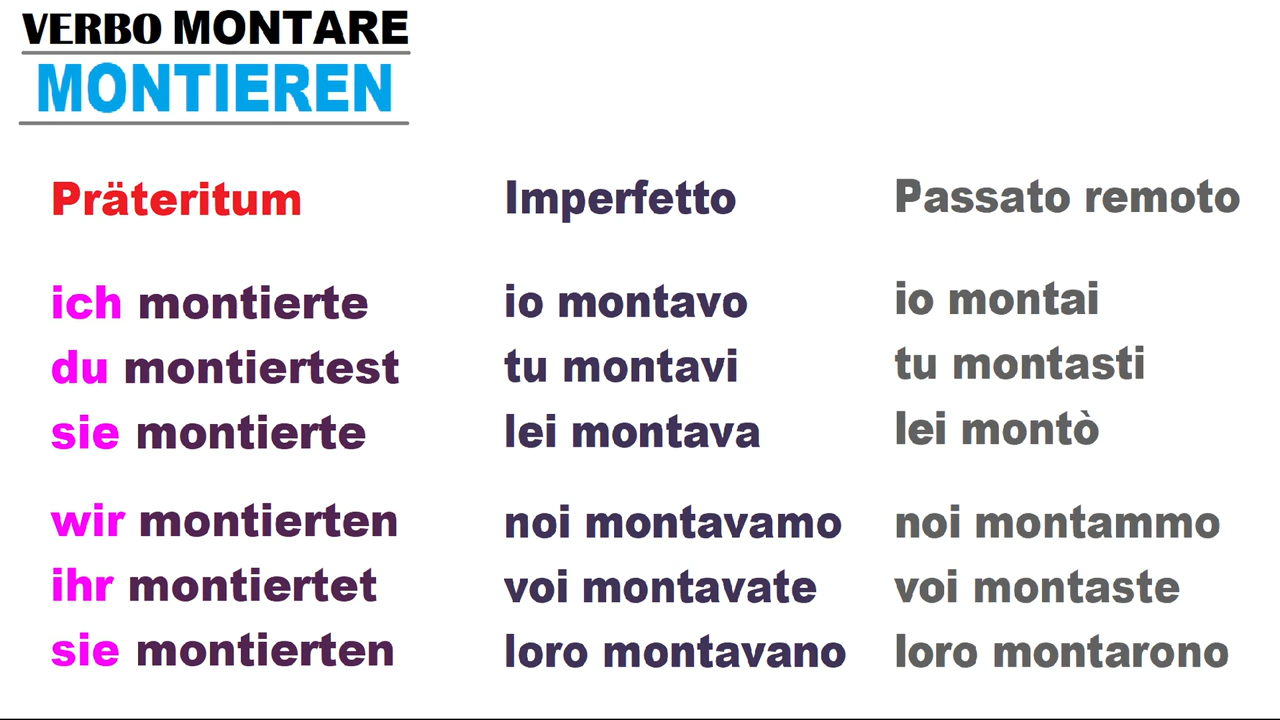 VERBO MONTARE
MONTIEREN
Präteritum Imperfetto Passato remoto
ich montierte io montavo io montai
du montiertest tu montavi tu montasti
sie montierte lei montava lei montò
wir montierten noi montavamo noi montammo
ihr montiertet voi montavate voi montaste
sie montierten loro montavano loro montarono